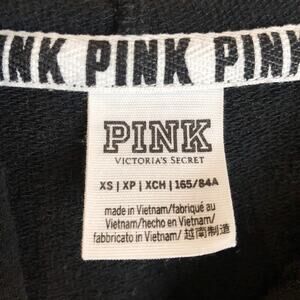 INK PINK PINK
PINK
VICTORIA'S SECRET
XS | XP | XCH | 165/84A
made in Vietnam/fabriqué au
Vietnam/hecho en Vietnam/
fabbricato in Vietnam/越南制造